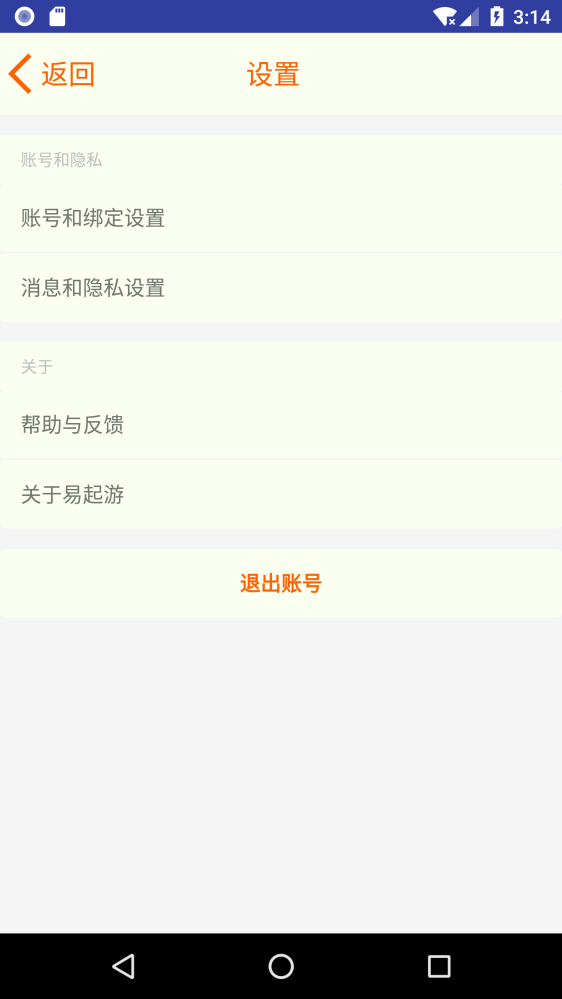 3:14
返回
设置
账号和隐私
账号和绑定设置
消息和隐私设置
关于
帮助与反馈
关于易起游
退出账号